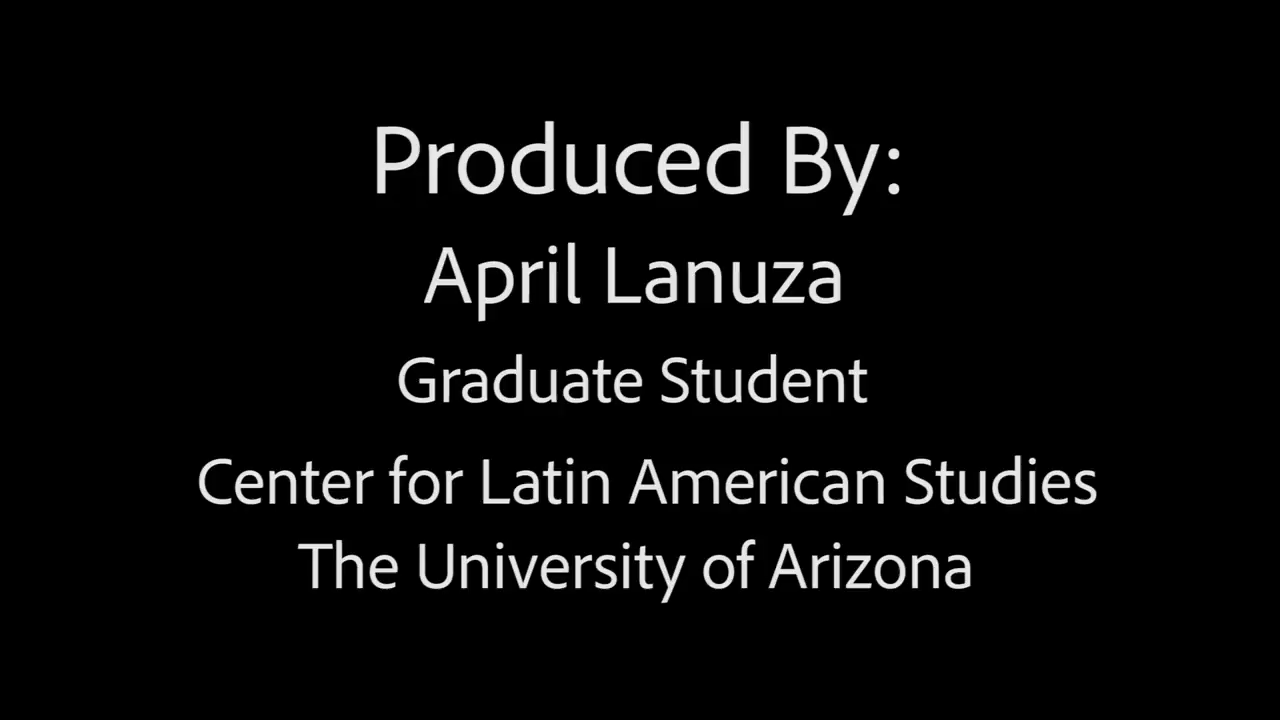 Produced By:
April Lanuza
Graduate Student
Center for Latin American Studies
The University of Arizona